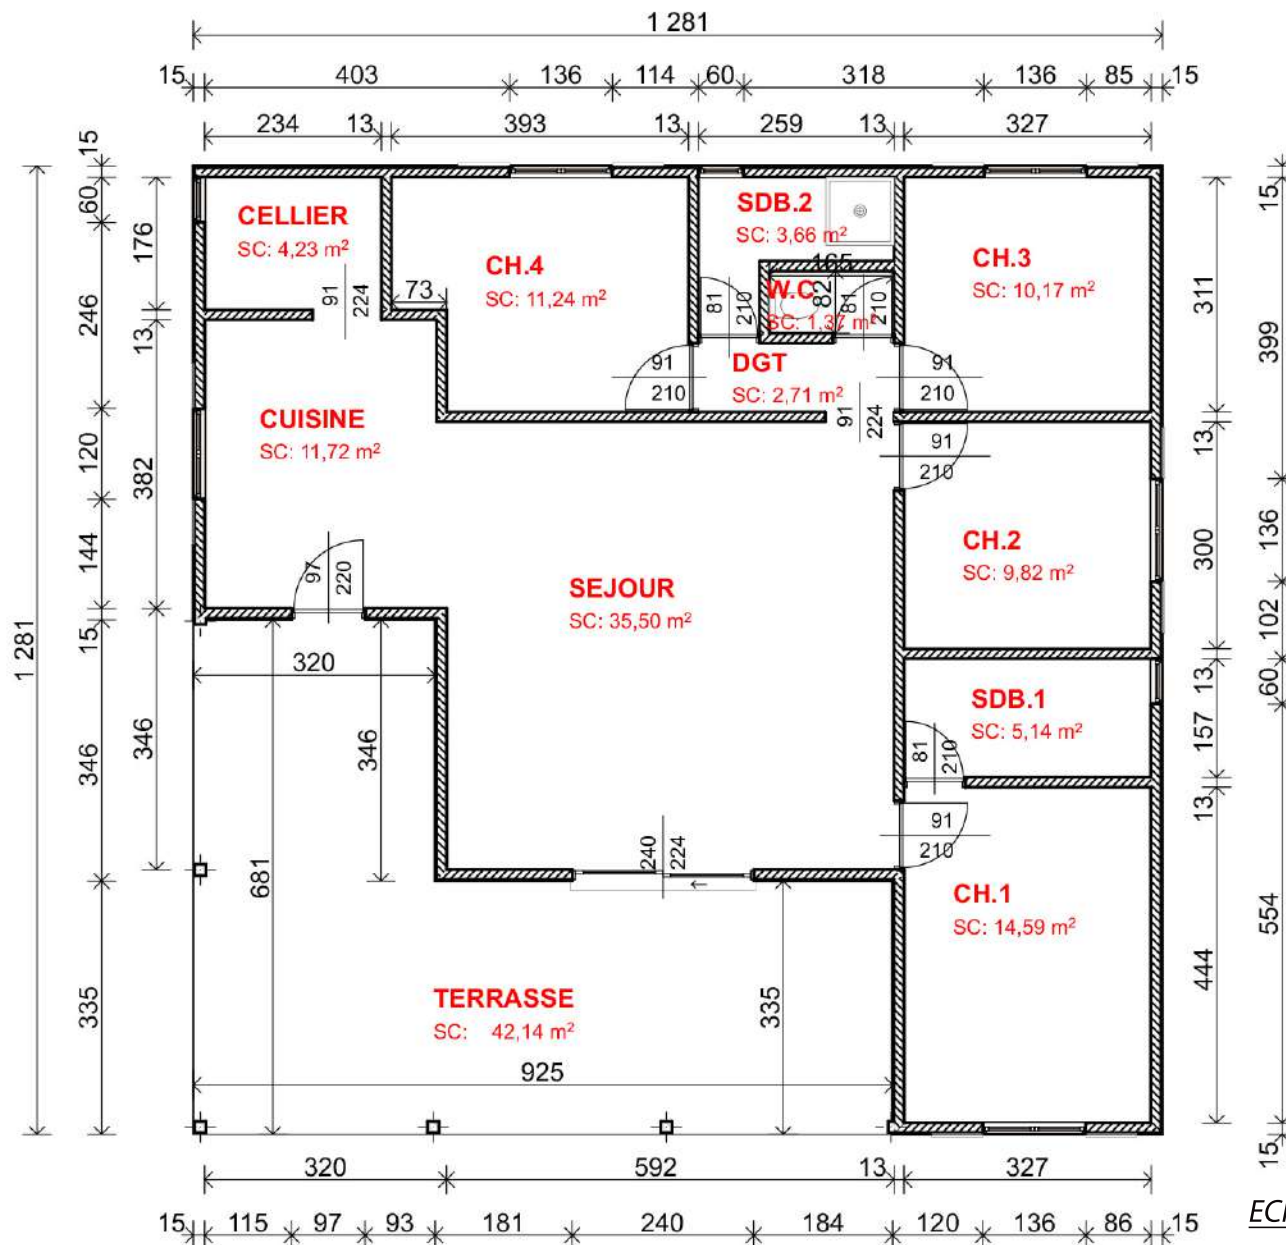 1 281
15 403 136 114 60 318 136 85 15
234 13 393 13 259 13 327
CELLIER
SC: 4,23 m²
CH.4
SC: 11,24 m²
SDB.2
SC: 3,66 m²
W.C
SC: 1,37 m²
CH.3
SC: 10,17 m²
DGT
SC: 2,71 m²
CUISINE
SC: 11,72 m²
SEJOUR
SC: 35,50 m²
CH.2
SC: 9,82 m²
SDB.1
SC: 5,14 m²
CH.1
SC: 14,59 m²
TERRASSE
SC: 42,14 m²
91 224
73
165
82
81 210
81 210
91
210
91
210
91 224
91
210
97 220
320
346
681
240 224
81 210
91
210
335
925
1 281
15
60
246
120
144
15
346
335
176
13
382
346
311
13
300
13
157
13
444
15
399
136
102
60
554
15
320 592 13 327
15 115 97 93 181 240 184 120 136 86 15